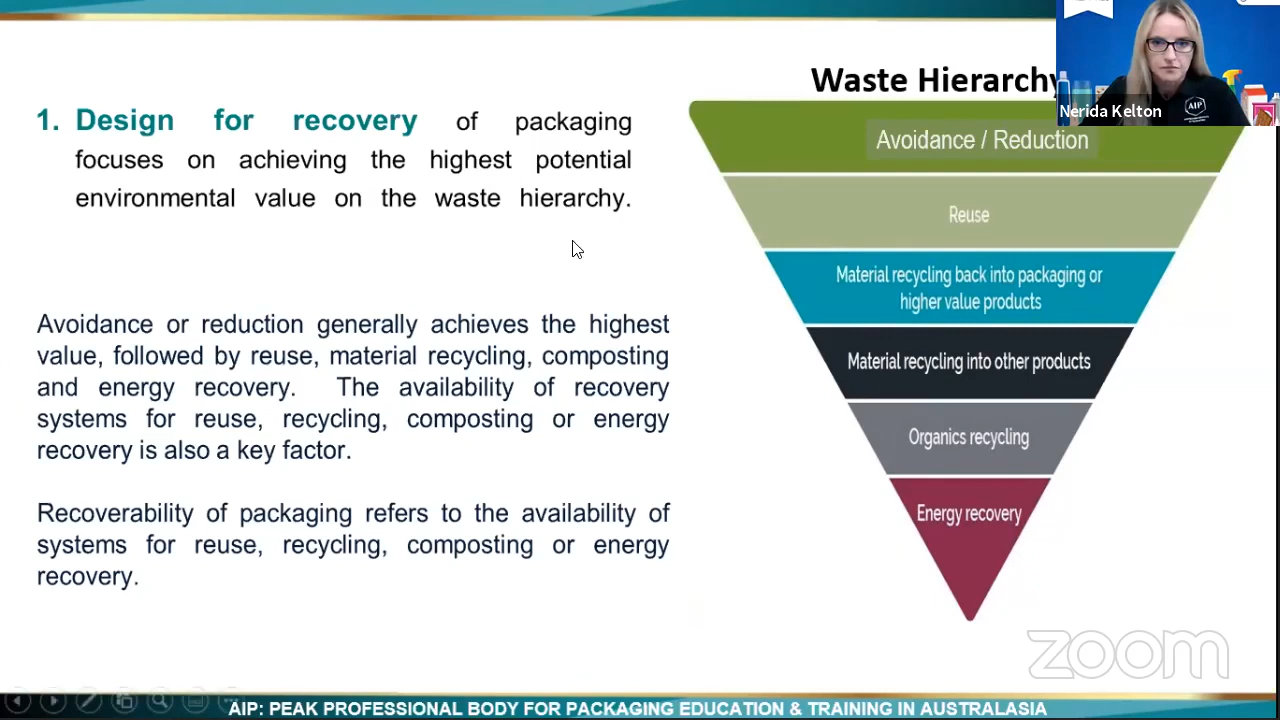 Waste Hierarchy
Nerida Kelton
AIP
1. Design for recovery of packaging
focuses on achieving the highest potential
environmental value on the waste hierarchy.
Avoidance or reduction generally achieves the highest
value, followed by reuse, material recycling, composting
and energy recovery. The availability of recovery
systems for reuse, recycling, composting or energy
recovery is also a key factor.
Recoverability of packaging refers to the availability of
systems for reuse, recycling, composting or energy
recovery.
Avoidance / Reduction
Reuse
Material recycling back into packaging or
higher value products
Material recycling into other products
Organics recycling
Energy recovery
zoom
AIP: PEAK PROFESSIONAL BODY FOR PACKAGING EDUCATION & TRAINING IN AUSTRALASIA